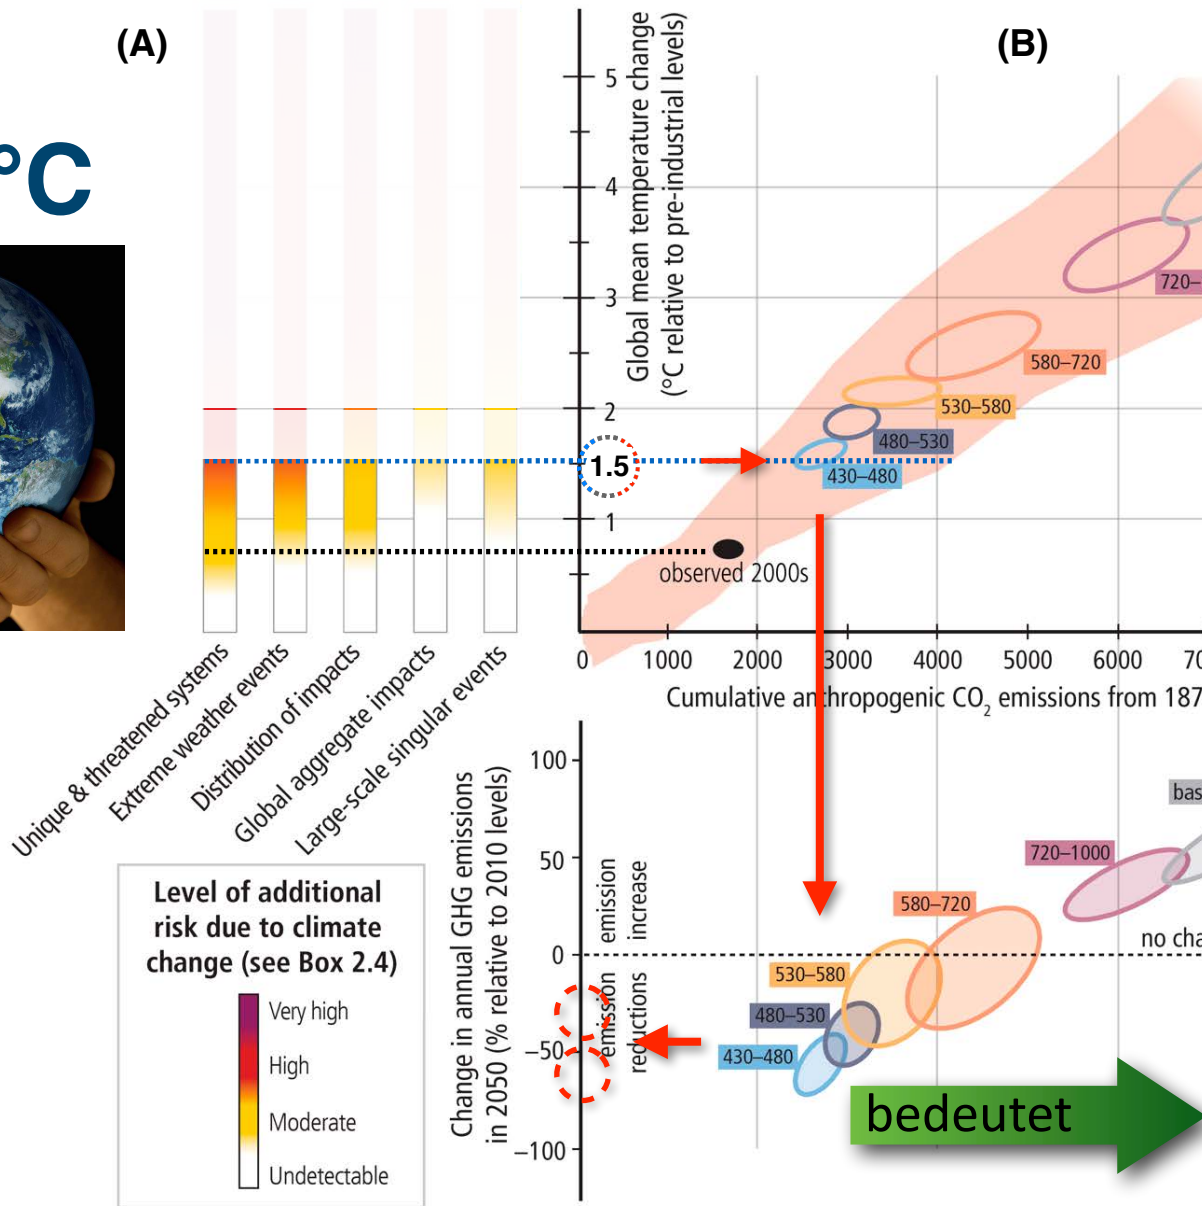 (A)
(B)
°C
Global mean temperature change
(°C relative to pre-industrial levels)
5
4
3
2
1.5
1
720–
580–720
530–580
480–530
430–480
observed 2000s
0
1000
2000
3000
4000
5000
6000
70
Cumulative anthropogenic CO₂ emissions from 187
Unique & threatened systems
Extreme weather events
Distribution of impacts
Global aggregate impacts
Large-scale singular events
Level of additional
risk due to climate
change (see Box 2.4)
Very high
High
Moderate
Undetectable
Change in annual GHG emissions
in 2050 (% relative to 2010 levels)
100
50
0
–50
–100
emission
increase
emission
reductions
bas
720–1000
580–720
no cha
530–580
480–530
430–480
bedeutet